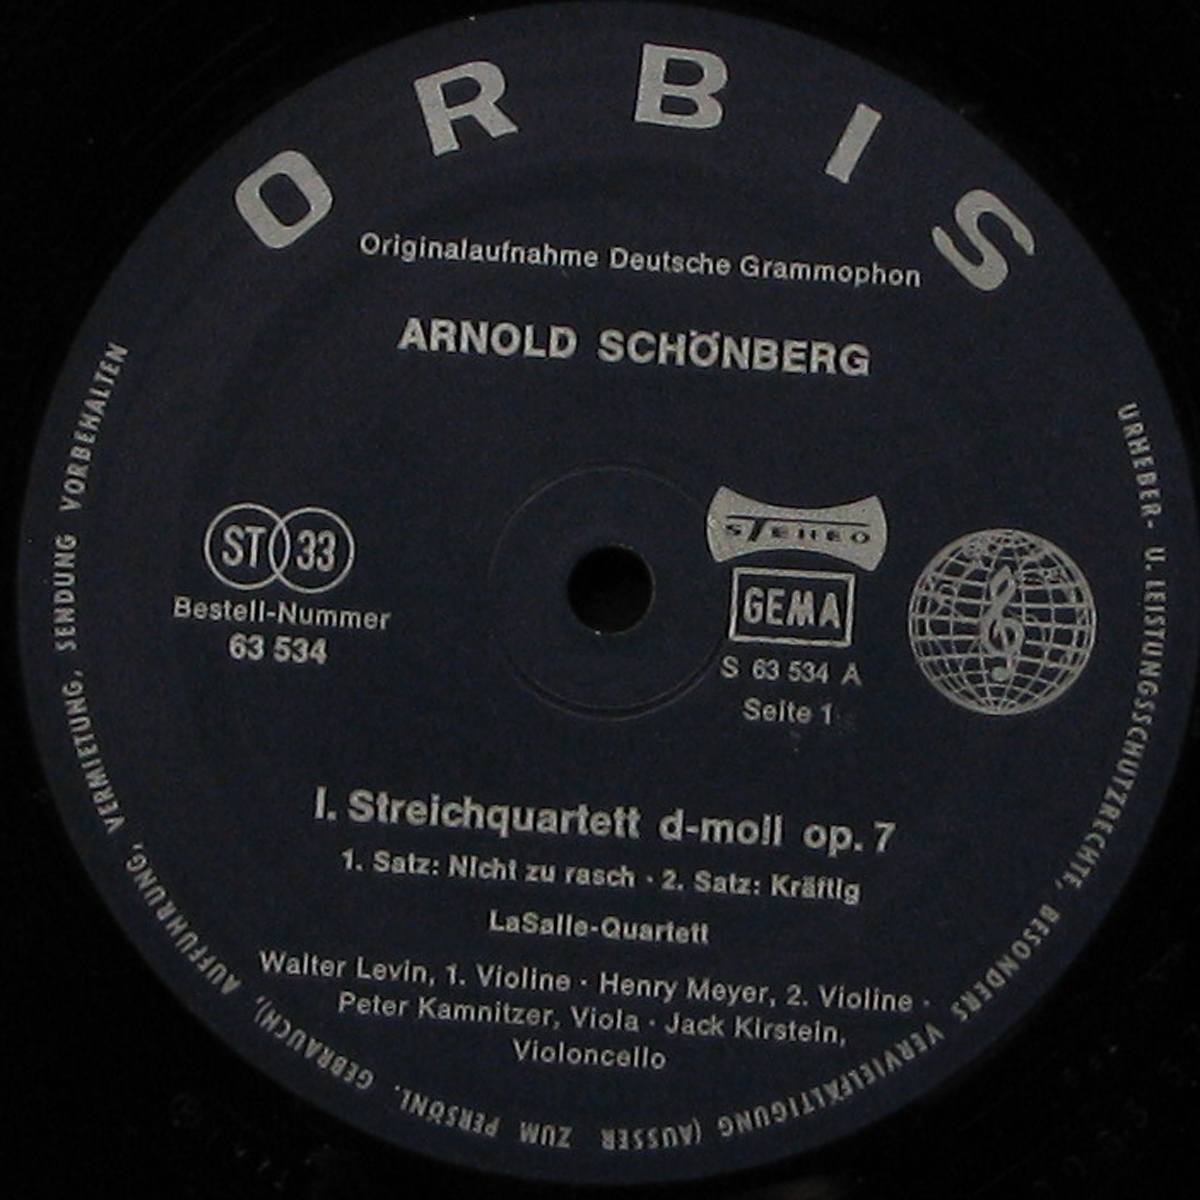 ORBIS
Originalaufnahme Deutsche Grammophon
ARNOLD SCHÖNBERG
ST 33
Bestell-Nummer
63 534
STEREO
GEMA
S 63 534 A
Seite 1
I. Streichquartett d-moll op. 7
1. Satz: Nicht zu rasch · 2. Satz: Kräftig
LaSalle-Quartett
Walter Levin, 1. Violine · Henry Meyer, 2. Violine ·
Peter Kamnitzer, Viola · Jack Kirstein,
Violoncello
URHEBER- U. LEISTUNGSSCHUTZRECHTE, BESONDERS VERVIELFÄLTIGUNG (AUSSER ZUM PERSÖNL. GEBRAUCH), AUFFÜHRUNG, VERMIETUNG, SENDUNG VORBEHALTEN